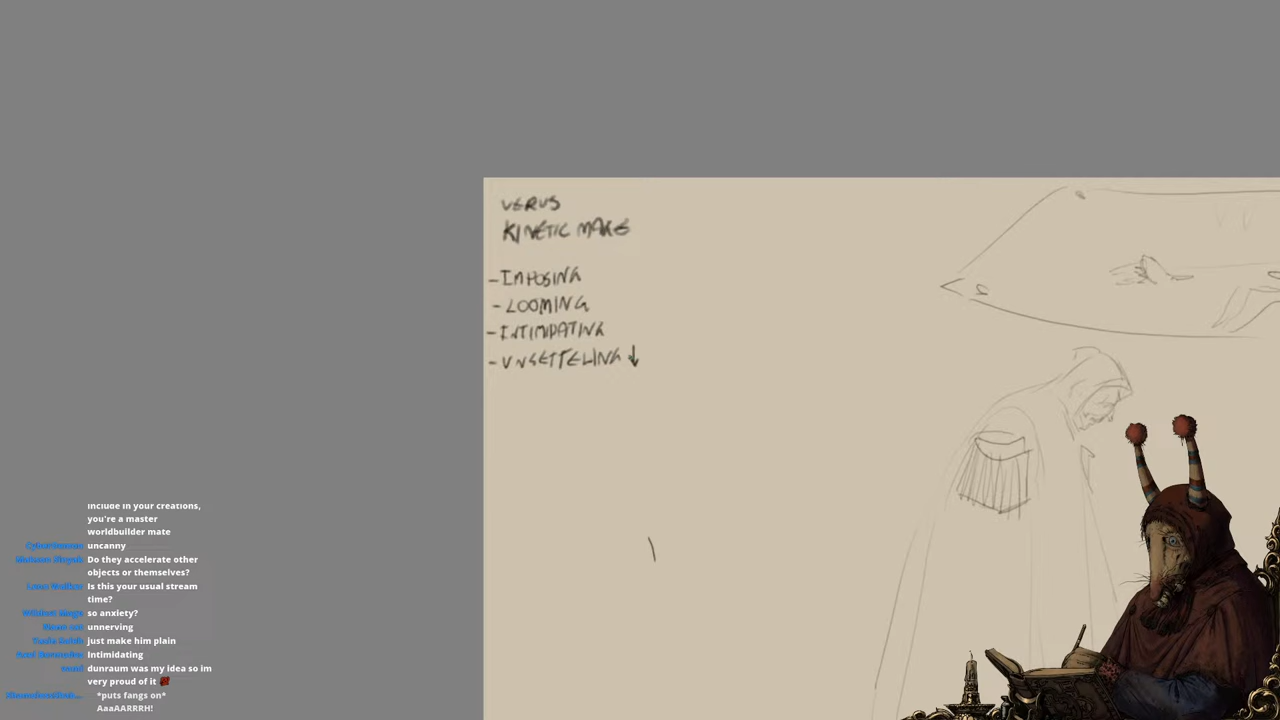 VERUS
KINETIC MAGE
-IMPOSING
-LOOMING
-INTIMIDATING
-UNSETTELING ↓
include in your creations,
you're a master
worldbuilder mate
uncanny
Do they accelerate other
objects or themselves?
Is this your usual stream
time?
so anxiety?
unnerving
just make him plain
Intimidating
dunraum was my idea so im
very proud of it
*puts fangs on*
AaaAARRRH!